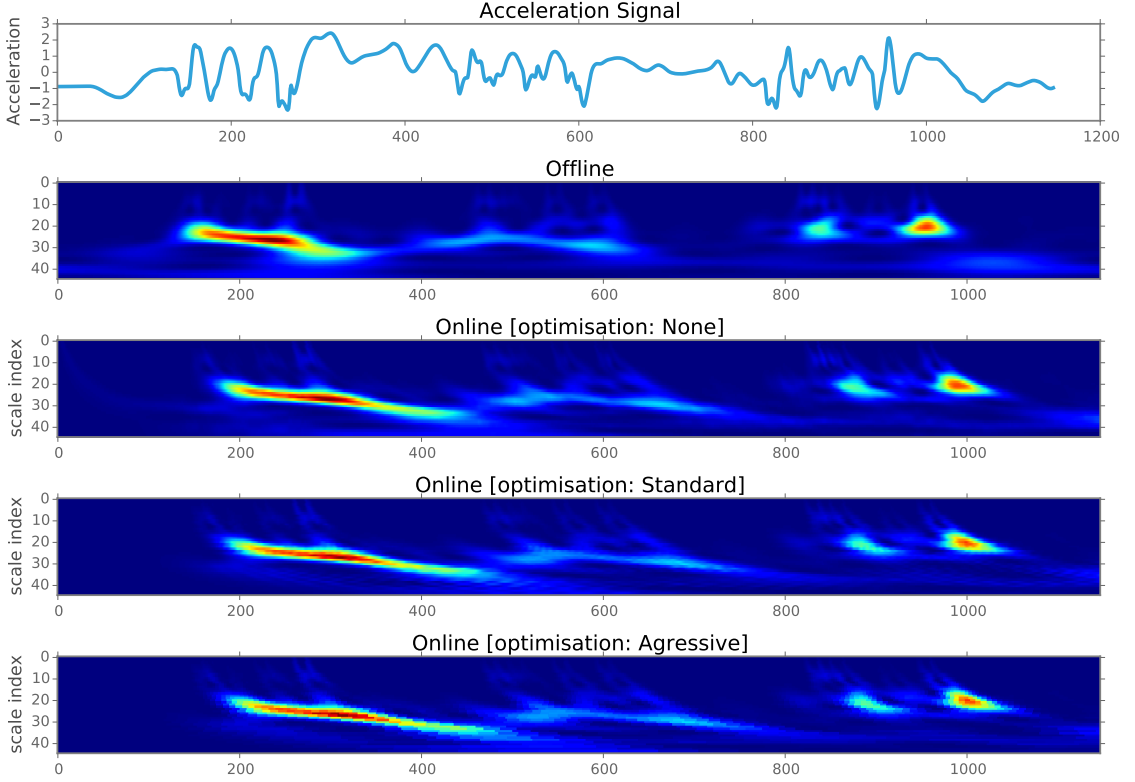 Acceleration Signal
Acceleration
3
2
1
0
−1
−2
−3
0 200 400 600 800 1000 1200
Offline
0
10
20
30
40
0 200 400 600 800 1000
Online [optimisation: None]
scale index
0
10
20
30
40
0 200 400 600 800 1000
Online [optimisation: Standard]
scale index
0
10
20
30
40
0 200 400 600 800 1000
Online [optimisation: Agressive]
scale index
0
10
20
30
40
0 200 400 600 800 1000